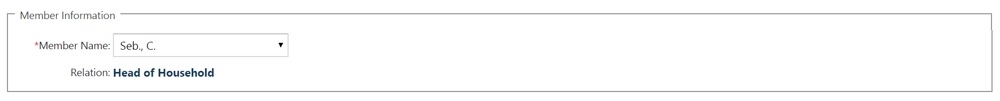 Member Information
*Member Name: Seb., C.
Relation: Head of Household